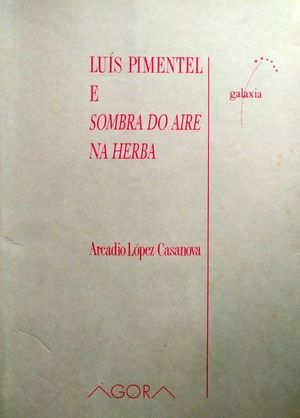 LUÍS PIMENTEL
E
SOMBRA DO AIRE
NA HERBA
galaxia
Arcadio López-Casanova
ÁGORA